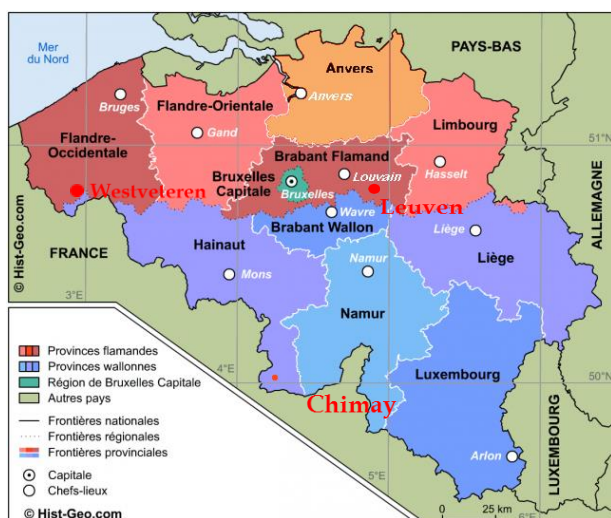 Mer
du Nord
PAYS-BAS
Anvers
Anvers
Bruges
Flandre-Orientale
Gand
Flandre-
Occidentale
Limbourg
Hasselt
Brabant Flamand
Louvain
Bruxelles
Capitale
Bruxelles
Westveteren
Leuven
Wavre
Brabant Wallon
Liège
Liège
ALLEMAGNE
© Hist-Geo.com
FRANCE
Hainaut
Mons
Namur
Namur
51°N
3°E
4°E
50°N
Chimay
Luxembourg
Arlon
LUXEMBOURG
5°E
6°E
0 25 km
Provinces flamandes
Provinces wallonnes
Région de Bruxelles Capitale
Autres pays
Frontières nationales
Frontières régionales
Frontières provinciales
Capitale
Chefs-lieux
© Hist-Geo.com